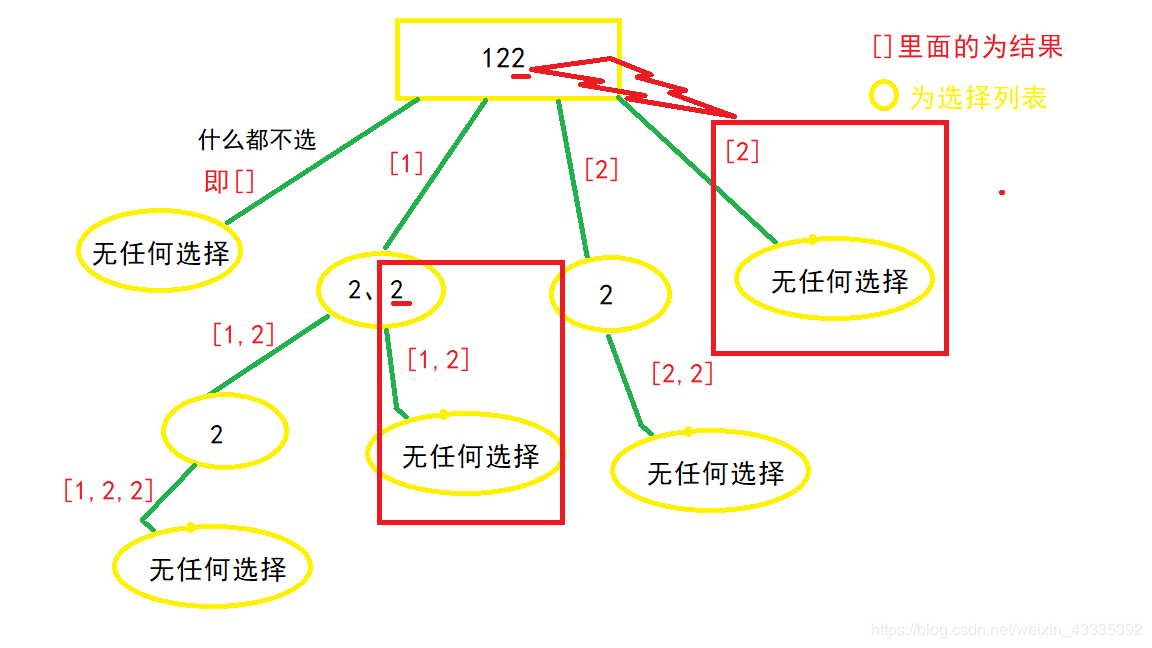 122
[]里面的为结果
为选择列表
什么都不选
即[]
[1]
[2]
[2]
无任何选择
2、2
2
无任何选择
[1,2]
[1,2]
[2,2]
2
无任何选择
无任何选择
[1,2,2]
无任何选择
https://blog.csdn.net/weixin_43335392